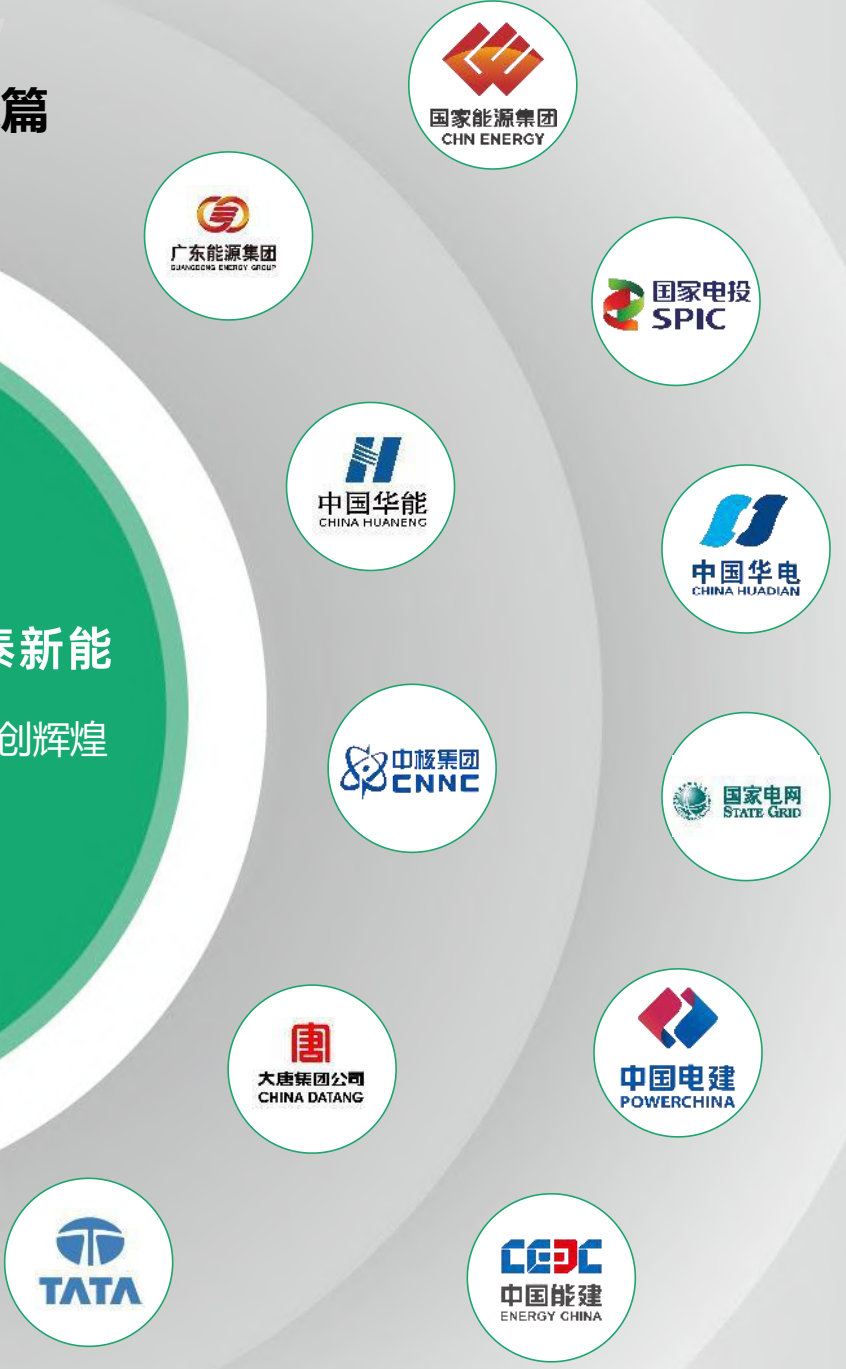 篇
国家能源集团
CHN ENERGY
广东能源集团
GUANGDONG ENERGY GROUP
国家电投
SPIC
中国华能
CHINA HUANENG
中国华电
CHINA HUADIAN
泰新能
创辉煌
中核集团
CNNC
国家电网
STATE GRID
大唐集团公司
CHINA DATANG
中国电建
POWERCHINA
TATA
CEEC
中国能建
ENERGY CHINA